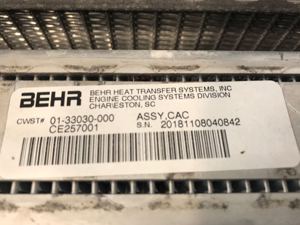 BEHR
BEHR HEAT TRANSFER SYSTEMS, INC
ENGINE COOLING SYSTEMS DIVISION
CHARLESTON, SC
CWST# 01-33030-000 ASSY,CAC
CE257001 S.N. 20181108040842